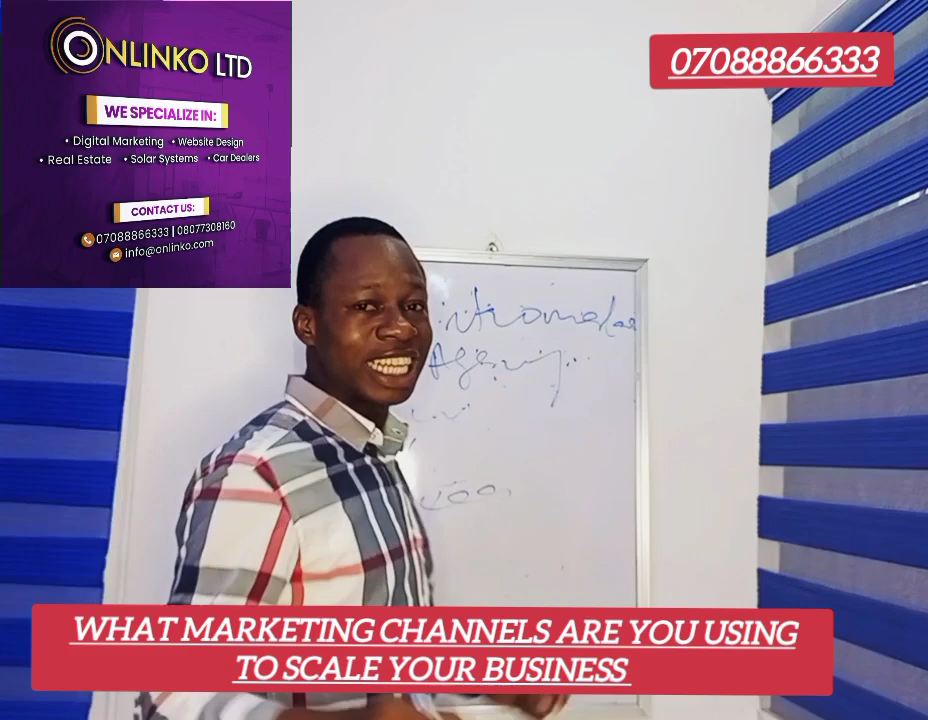 ONLINKO LTD
WE SPECIALIZE IN:
• Digital Marketing • Website Design
• Real Estate • Solar Systems • Car Dealers
CONTACT US:
07088866333 | 08077308160
info@onlinko.com
07088866333
WHAT MARKETING CHANNELS ARE YOU USING
TO SCALE YOUR BUSINESS